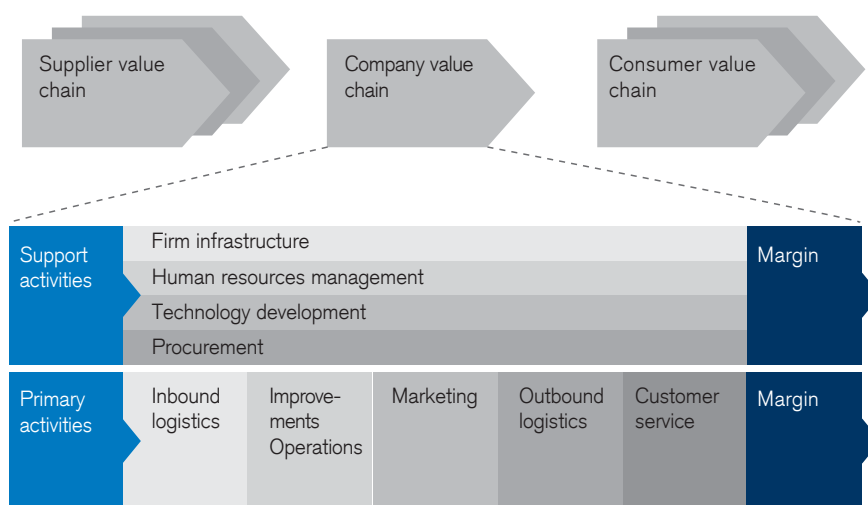 Supplier value
chain
Company value
chain
Consumer value
chain
Support
activities
Firm infrastructure
Human resources management
Technology development
Procurement
Margin
Primary
activities
Inbound
logistics
Improve-
ments
Operations
Marketing
Outbound
logistics
Customer
service
Margin